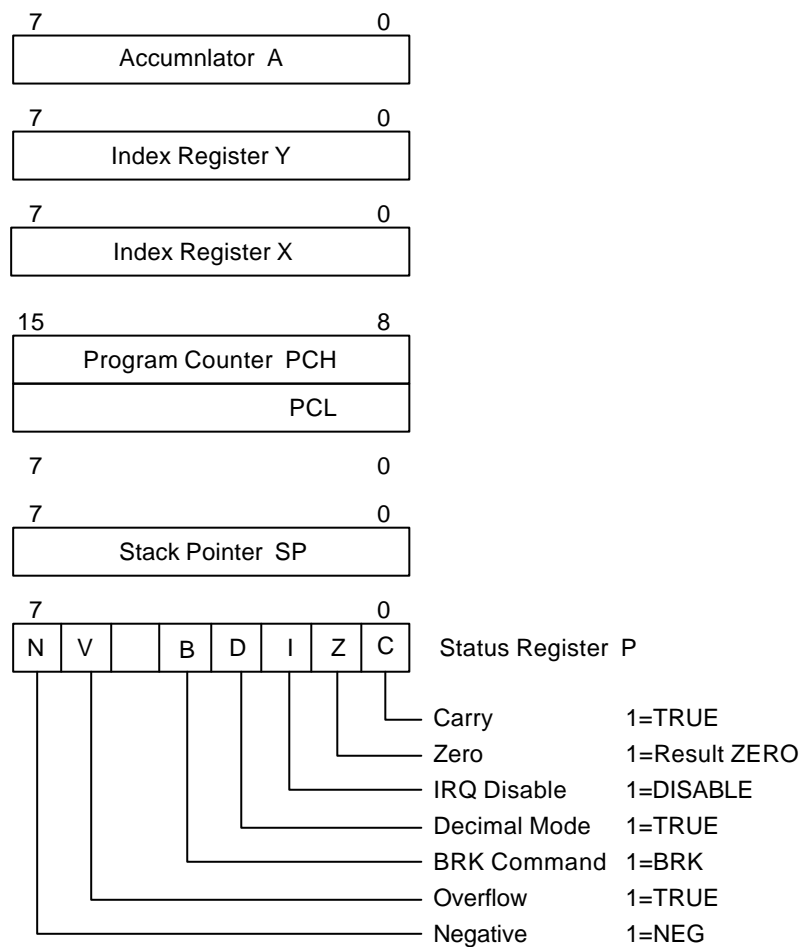 7 0
Accumnlator A
7 0
Index Register Y
7 0
Index Register X
15 8
Program Counter PCH
PCL
7 0
7 0
Stack Pointer SP
7 0
N V B D I Z C Status Register P
Carry 1=TRUE
Zero 1=Result ZERO
IRQ Disable 1=DISABLE
Decimal Mode 1=TRUE
BRK Command 1=BRK
Overflow 1=TRUE
Negative 1=NEG